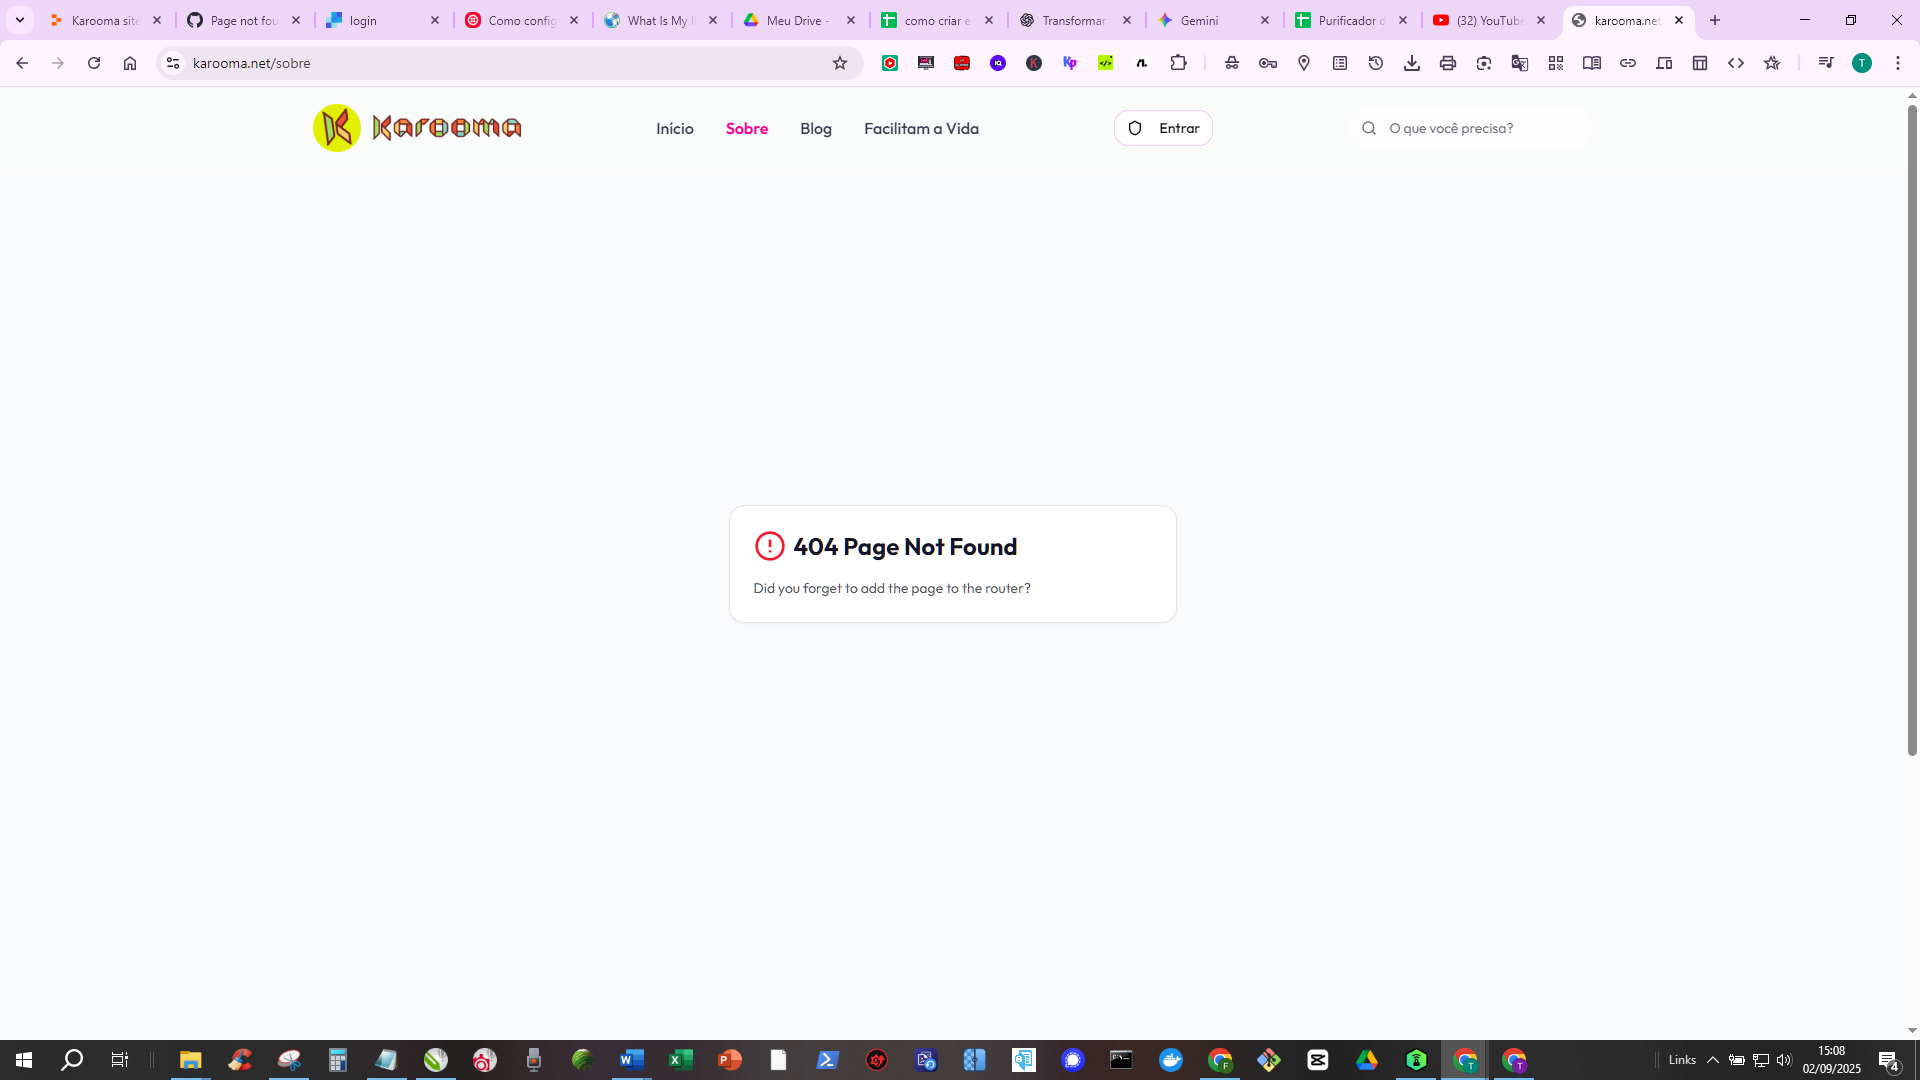 Karooma site
Page not fou
login
Como config
What Is My I
Meu Drive -
como criar e
Transformar
Gemini
Purificador d
(32) YouTube
karooma.net
karooma.net/sobre
Karooma
Início
Sobre
Blog
Facilitam a Vida
Entrar
O que você precisa?
404 Page Not Found
Did you forget to add the page to the router?
Links
15:08
02/09/2025
4